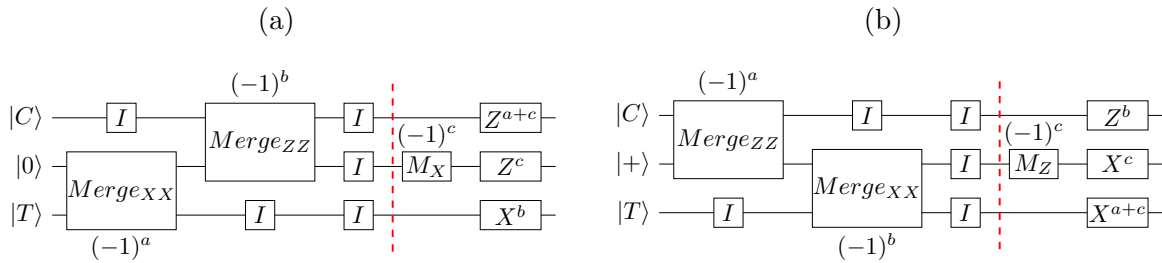 (a)
(−1)^b
|C⟩ I Merge_{ZZ} I Z^{a+c}
(−1)^c
|0⟩ Merge_{XX} I M_X Z^c
|T⟩ I I X^b
(−1)^a
(b)
(−1)^a
|C⟩ Merge_{ZZ} I I Z^b
(−1)^c
|+⟩ Merge_{XX} I M_Z X^c
|T⟩ I I X^{a+c}
(−1)^b